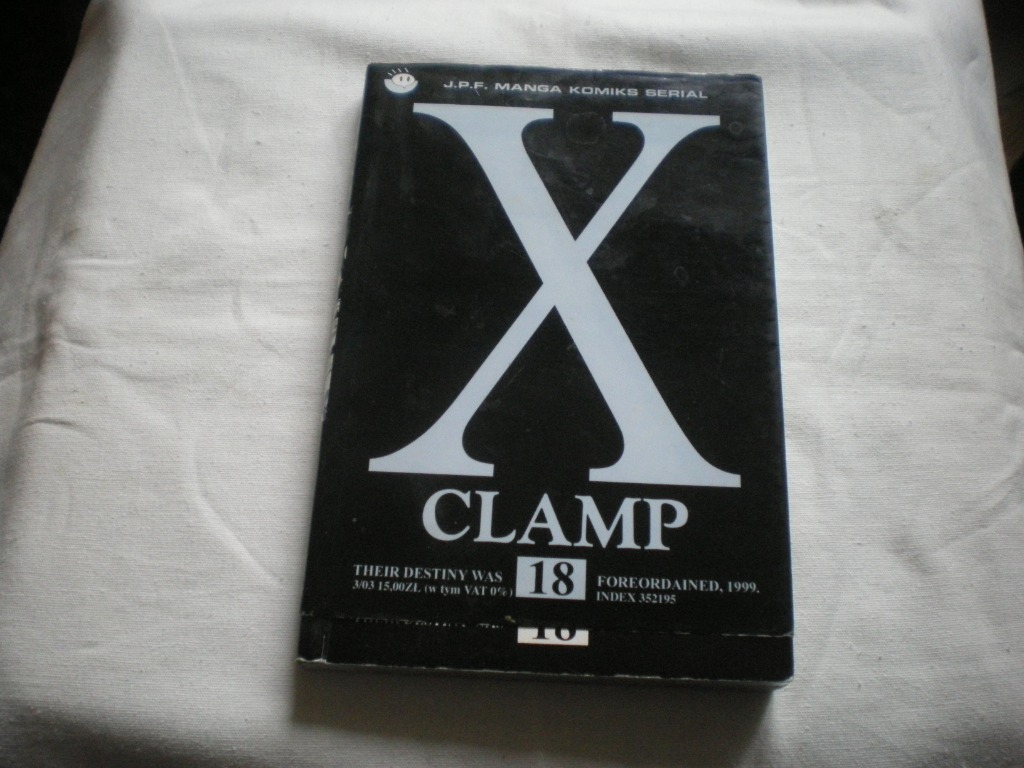 J.P.F. MANGA KOMIKS SERIAL
X
CLAMP
THEIR DESTINY WAS 18 FOREORDAINED, 1999.
3/03 15,00ZŁ (w tym VAT 0%) INDEX 352195